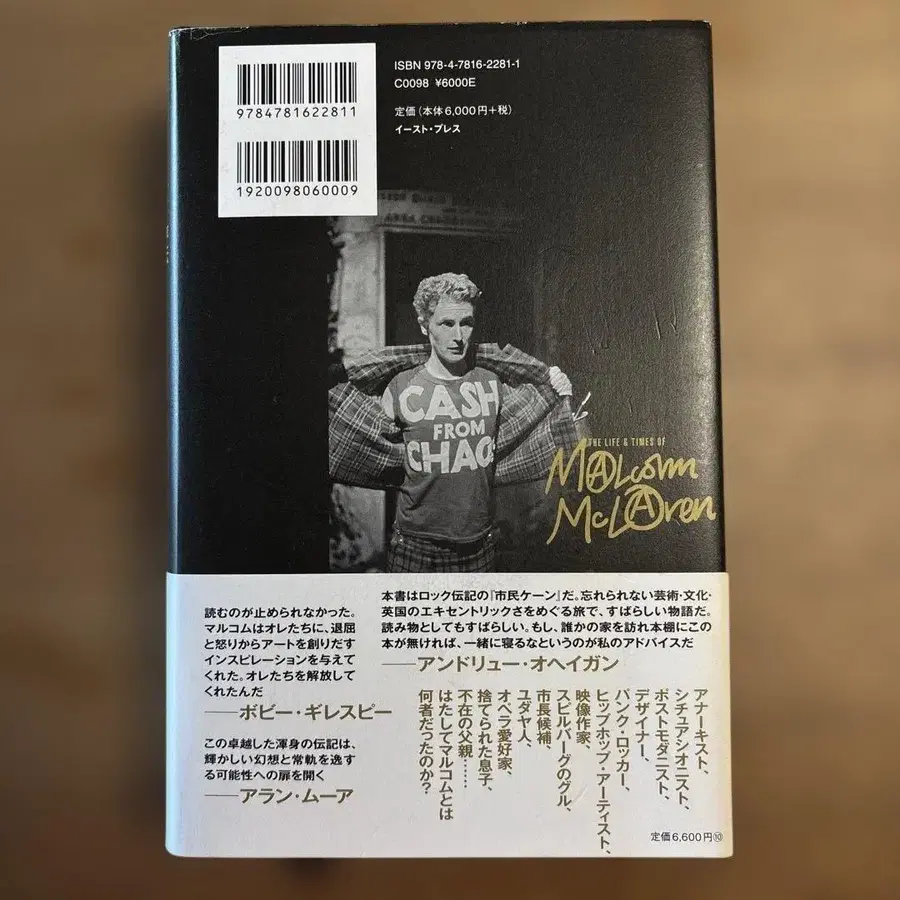 ISBN 978-4-7816-2281-1
C0098 ¥6000E
定価(本体6,000円+税)
イースト・プレス
9784781622811
1920098060009
CASH
FROM
CHAOS
THE LIFE & TIMES OF
Malcolm
McLaren
本書はロック伝記の『市民ケーン』だ。忘れられない芸術・文化・
英国のエキセントリックさをめぐる旅で、すばらしい物語だ。
読み物としてもすばらしい。もし、誰かの家を訪れ本棚にこの
本が無ければ、一緒に寝るなというのが私のアドバイスだ
──アンドリュー・オヘイガン
読むのが止められなかった。
マルコムはオレたちに、退屈
と怒りからアートを創りだす
インスピレーションを与えて
くれた。オレたちを解放して
くれたんだ
──ボビー・ギレスピー
この卓越した渾身の伝記は、
輝かしい幻想と常軌を逸す
る可能性への扉を開く
──アラン・ムーア
アナーキスト、
シチュアシオニスト、
ポストモダニスト、
デザイナー、
パンク・ロッカー、
ヒップホップ・アーティスト、
映像作家、
スピルバーグのグル、
市長候補、
ユダヤ人、
オペラ愛好家、
捨てられた息子、
不在の父親……
はたしてマルコムとは
何者だったのか?
定価6,600円⑩